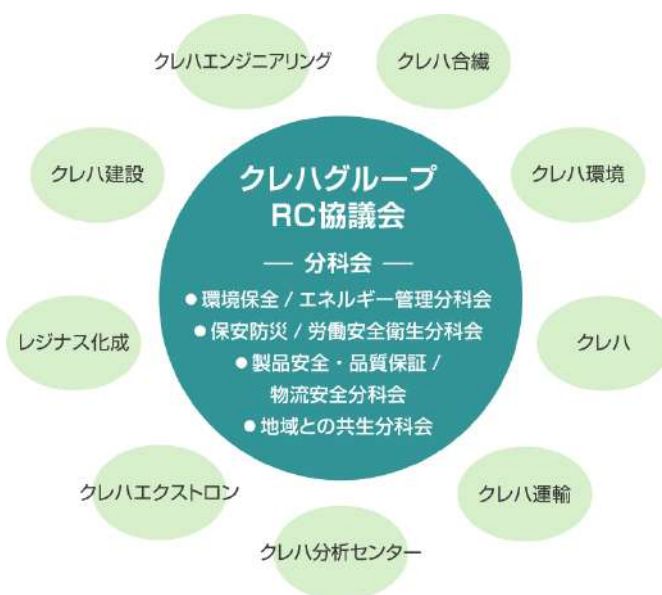 クレハエンジニアリング
クレハ合繊
クレハ建設
クレハグループ
RC協議会
クレハ環境
― 分科会 ―
●環境保全 / エネルギー管理分科会
●保安防災 / 労働安全衛生分科会
●製品安全・品質保証 /
物流安全分科会
●地域との共生分科会
レジナス化成
クレハ
クレハエクストロン
クレハ運輸
クレハ分析センター